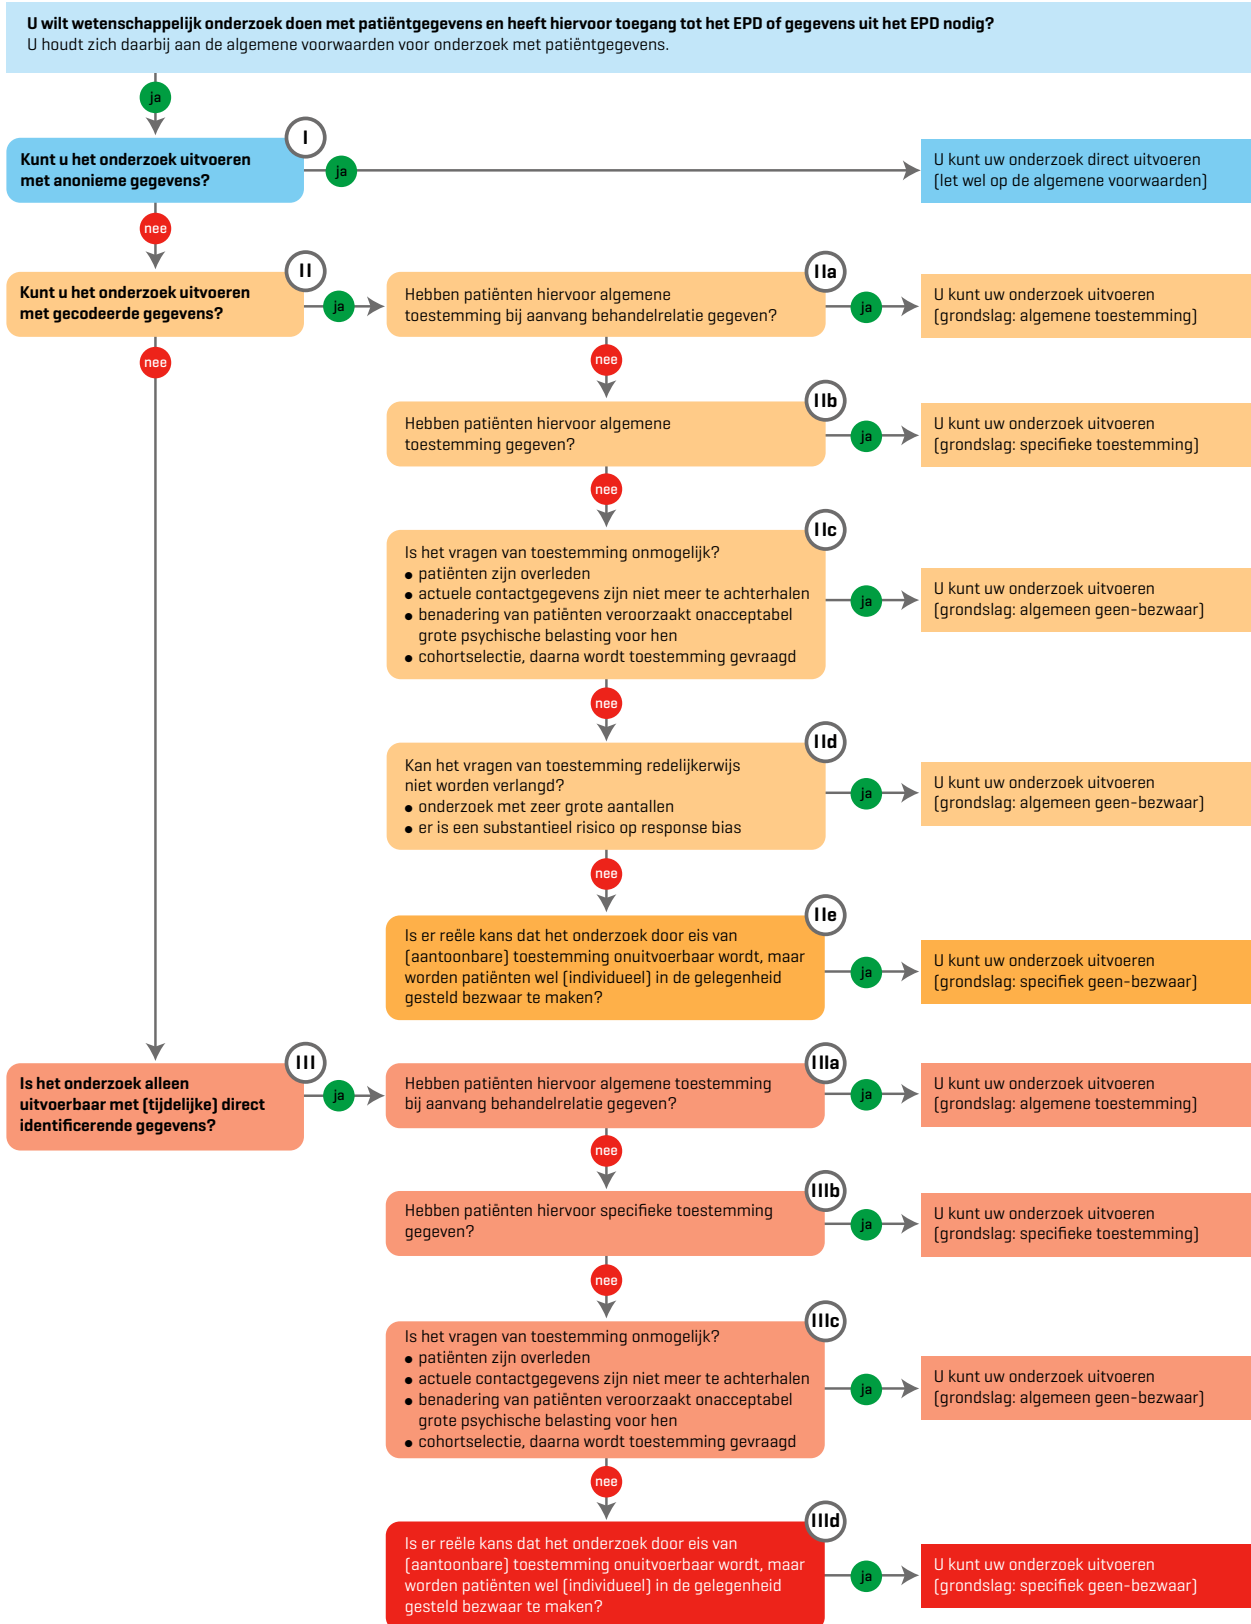 U wilt wetenschappelijk onderzoek doen met patiëntgegevens en heeft hiervoor toegang tot het EPD of gegevens uit het EPD nodig?
U houdt zich daarbij aan de algemene voorwaarden voor onderzoek met patiëntgegevens.
ja
I
Kunt u het onderzoek uitvoeren
met anonieme gegevens?
ja
U kunt uw onderzoek direct uitvoeren
(let wel op de algemene voorwaarden)
nee
II
Kunt u het onderzoek uitvoeren
met gecodeerde gegevens?
ja
IIa
Hebben patiënten hiervoor algemene
toestemming bij aanvang behandelrelatie gegeven?
ja
U kunt uw onderzoek uitvoeren
(grondslag: algemene toestemming)
nee
nee
IIb
Hebben patiënten hiervoor algemene
toestemming gegeven?
ja
U kunt uw onderzoek uitvoeren
(grondslag: specifieke toestemming)
nee
IIc
Is het vragen van toestemming onmogelijk?
• patiënten zijn overleden
• actuele contactgegevens zijn niet meer te achterhalen
• benadering van patiënten veroorzaakt onacceptabel
grote psychische belasting voor hen
• cohortselectie, daarna wordt toestemming gevraagd
ja
U kunt uw onderzoek uitvoeren
(grondslag: algemeen geen-bezwaar)
nee
IId
Kan het vragen van toestemming redelijkerwijs
niet worden verlangd?
• onderzoek met zeer grote aantallen
• er is een substantieel risico op response bias
ja
U kunt uw onderzoek uitvoeren
(grondslag: algemeen geen-bezwaar)
nee
IIe
Is er reële kans dat het onderzoek door eis van
(aantoonbare) toestemming onuitvoerbaar wordt, maar
worden patiënten wel (individueel) in de gelegenheid
gesteld bezwaar te maken?
ja
U kunt uw onderzoek uitvoeren
(grondslag: specifiek geen-bezwaar)
III
Is het onderzoek alleen
uitvoerbaar met (tijdelijke) direct
identificerende gegevens?
ja
IIIa
Hebben patiënten hiervoor algemene toestemming
bij aanvang behandelrelatie gegeven?
ja
U kunt uw onderzoek uitvoeren
(grondslag: algemene toestemming)
nee
IIIb
Hebben patiënten hiervoor specifieke toestemming
gegeven?
ja
U kunt uw onderzoek uitvoeren
(grondslag: specifieke toestemming)
nee
IIIc
Is het vragen van toestemming onmogelijk?
• patiënten zijn overleden
• actuele contactgegevens zijn niet meer te achterhalen
• benadering van patiënten veroorzaakt onacceptabel
grote psychische belasting voor hen
• cohortselectie, daarna wordt toestemming gevraagd
ja
U kunt uw onderzoek uitvoeren
(grondslag: algemeen geen-bezwaar)
nee
IIId
Is er reële kans dat het onderzoek door eis van
(aantoonbare) toestemming onuitvoerbaar wordt, maar
worden patiënten wel (individueel) in de gelegenheid
gesteld bezwaar te maken?
ja
U kunt uw onderzoek uitvoeren
(grondslag: specifiek geen-bezwaar)